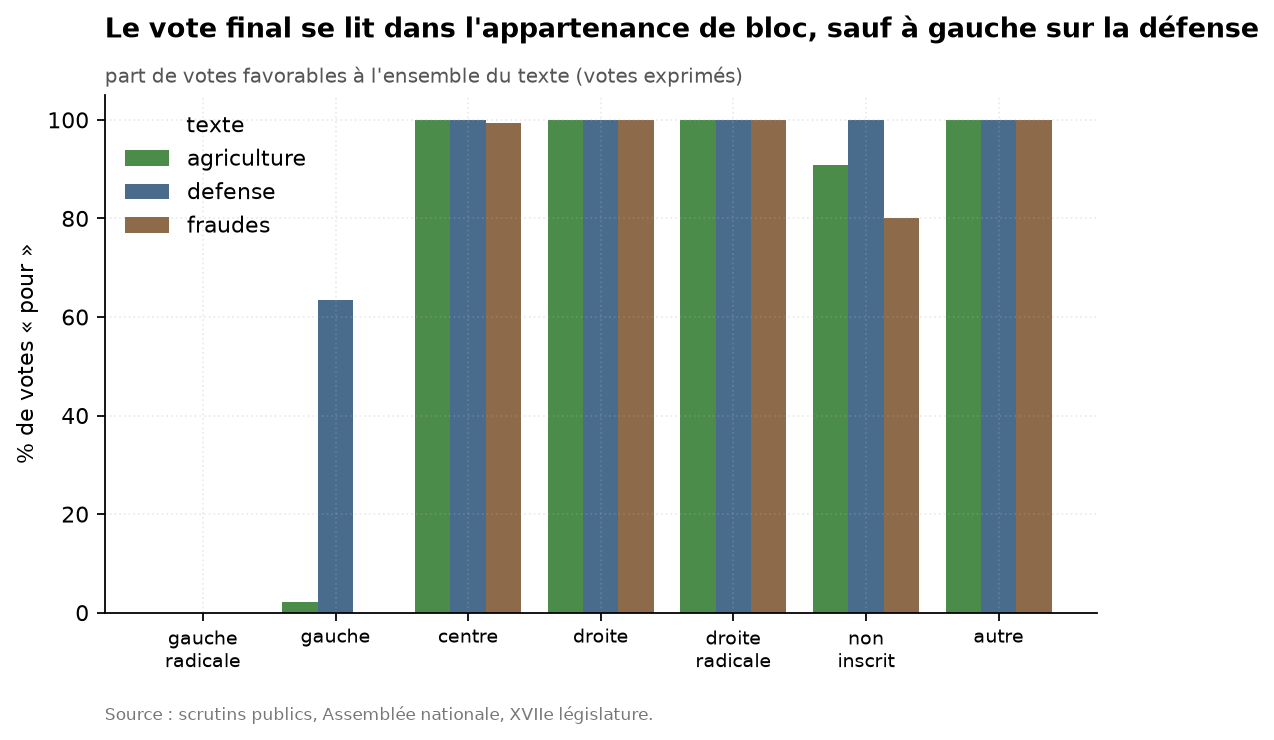 Le vote final se lit dans l'appartenance de bloc, sauf à gauche sur la défense
part de votes favorables à l'ensemble du texte (votes exprimés)
texte
agriculture
defense
fraudes
% de votes « pour »
100
80
60
40
20
0
gauche radicale
gauche
centre
droite
droite radicale
non inscrit
autre
Source : scrutins publics, Assemblée nationale, XVIIe législature.